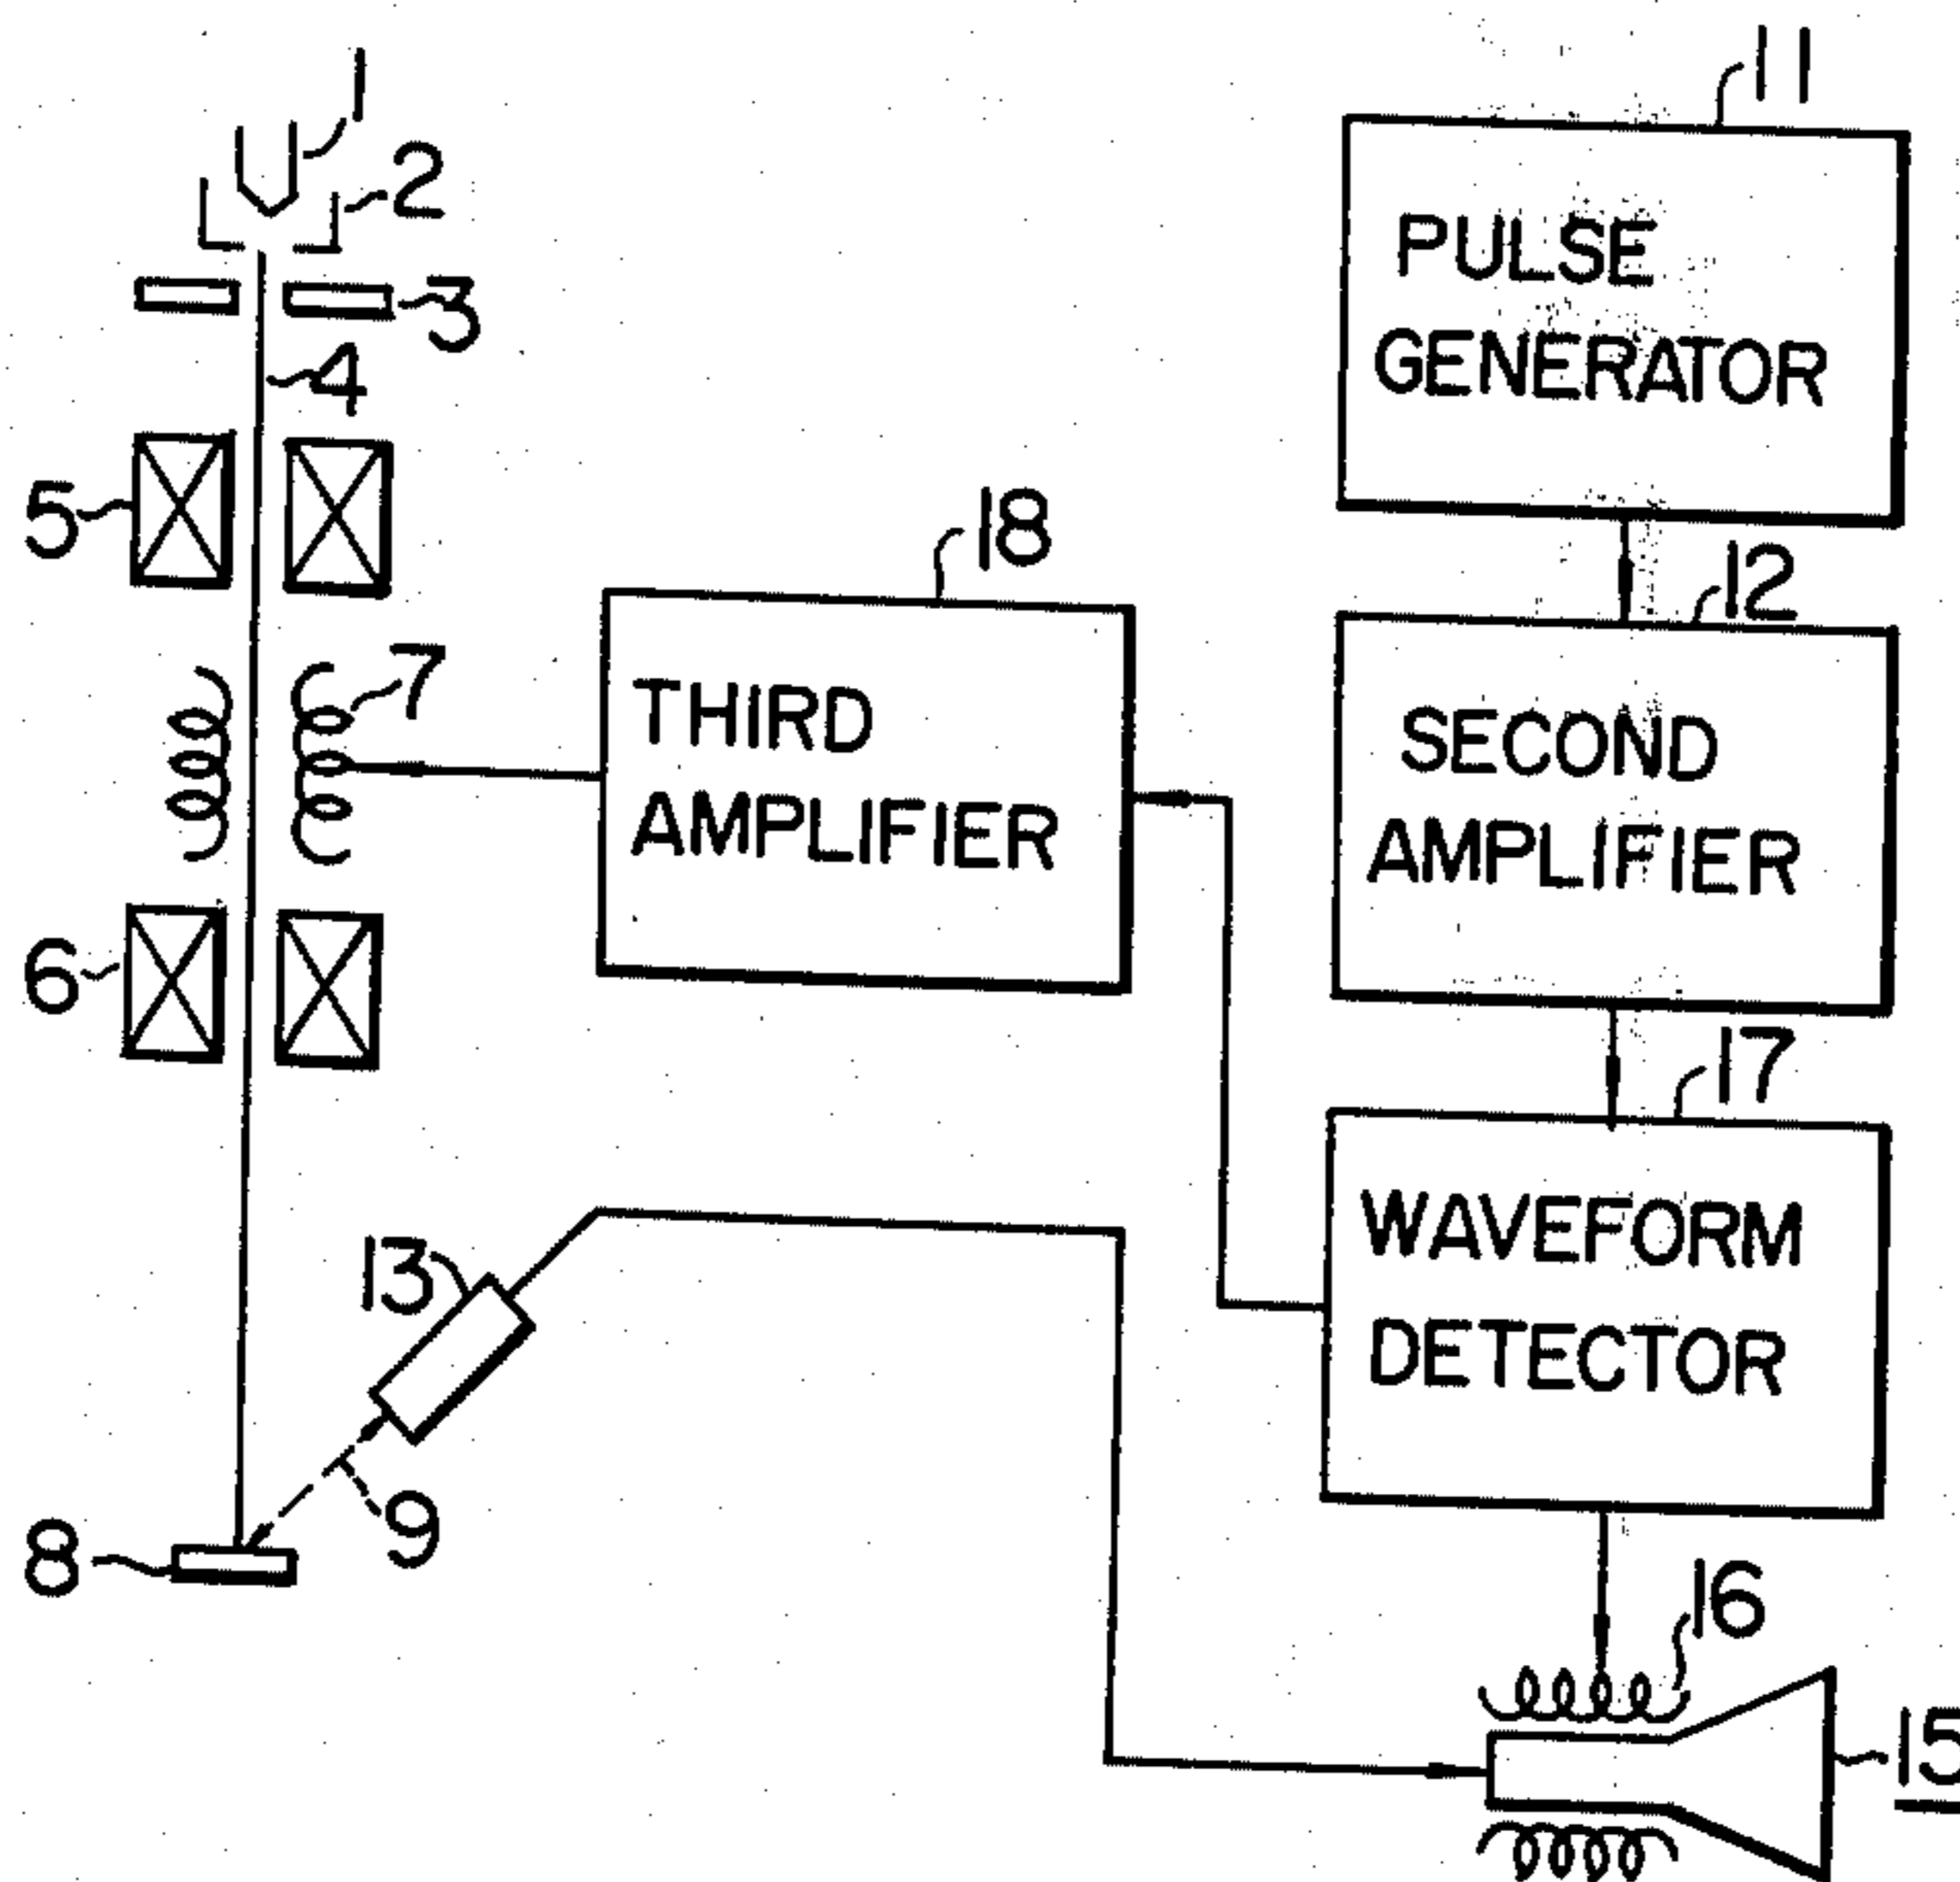 1
11
2
PULSE
GENERATOR
3
4
5
18
12
7
THIRD
AMPLIFIER
SECOND
AMPLIFIER
6
17
WAVEFORM
DETECTOR
13
9
8
16
15